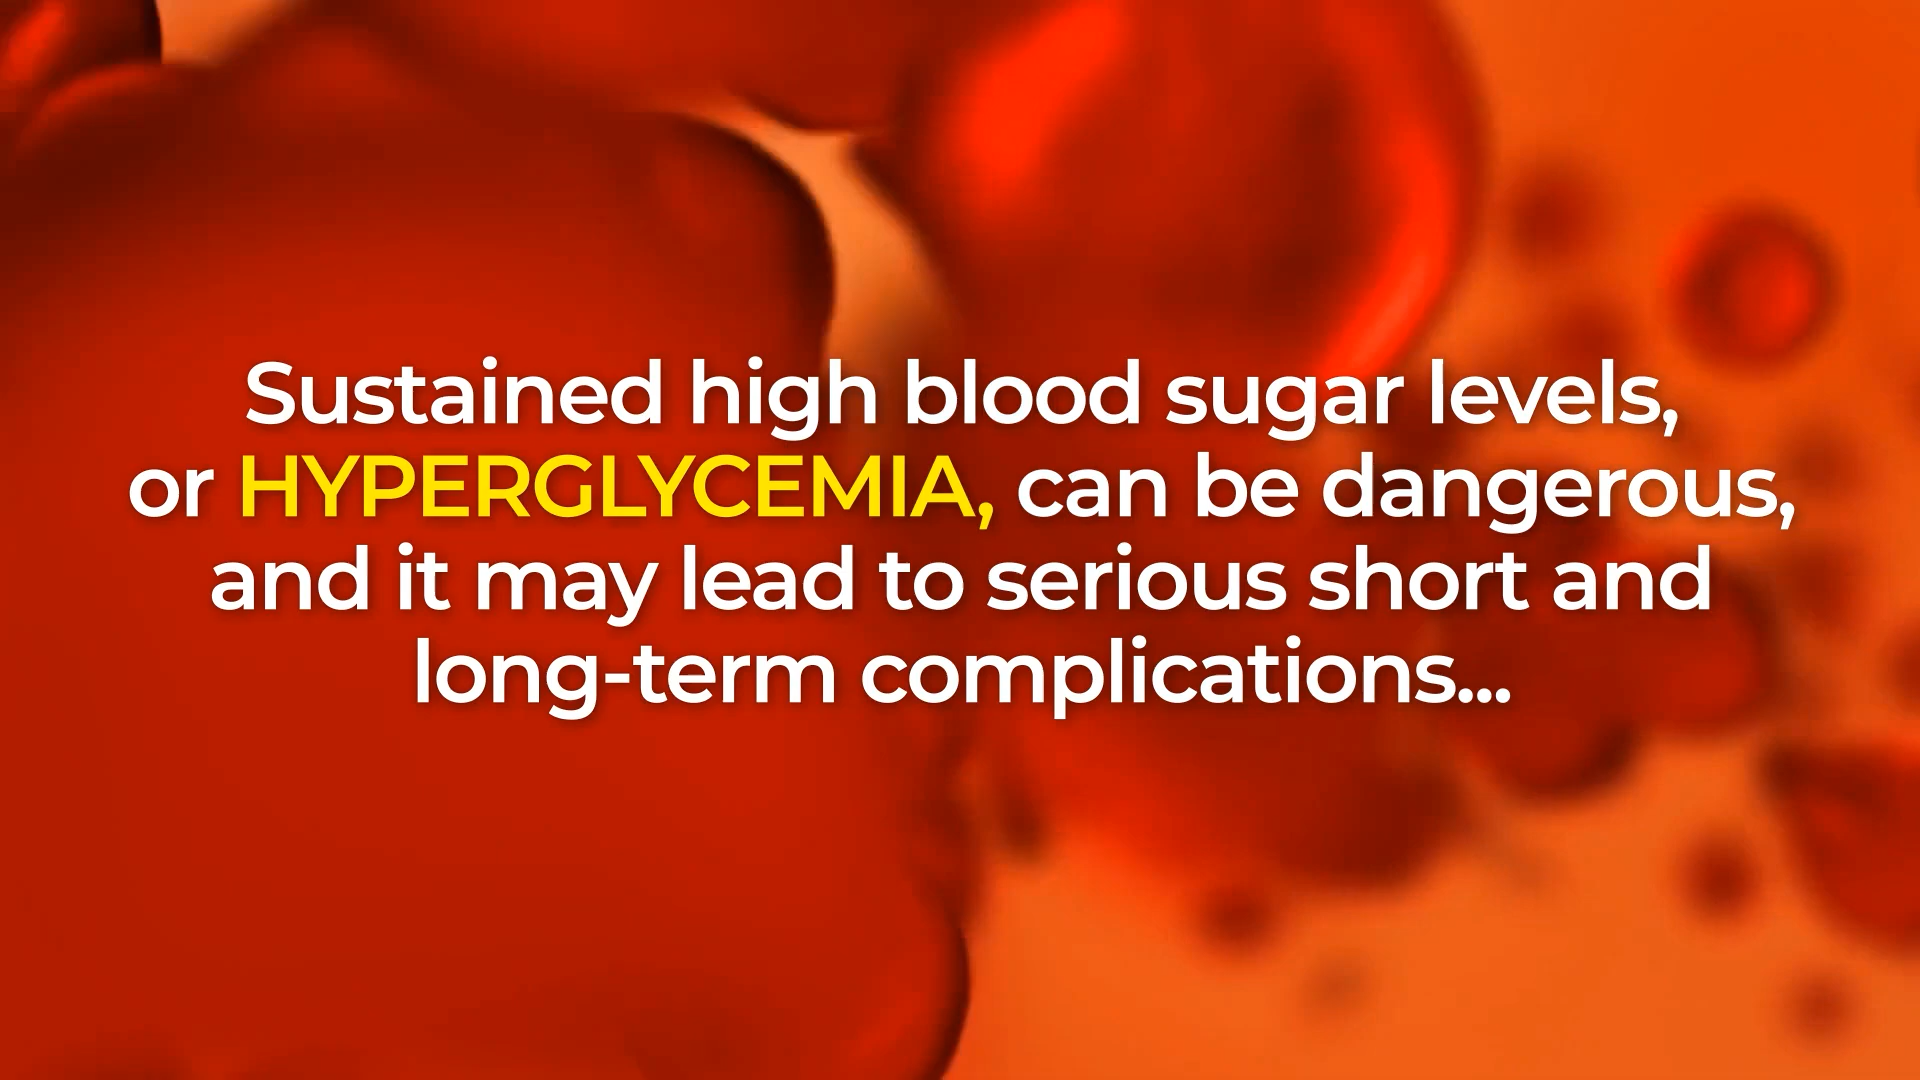 Sustained high blood sugar levels,
or HYPERGLYCEMIA, can be dangerous,
and it may lead to serious short and
long-term complications...